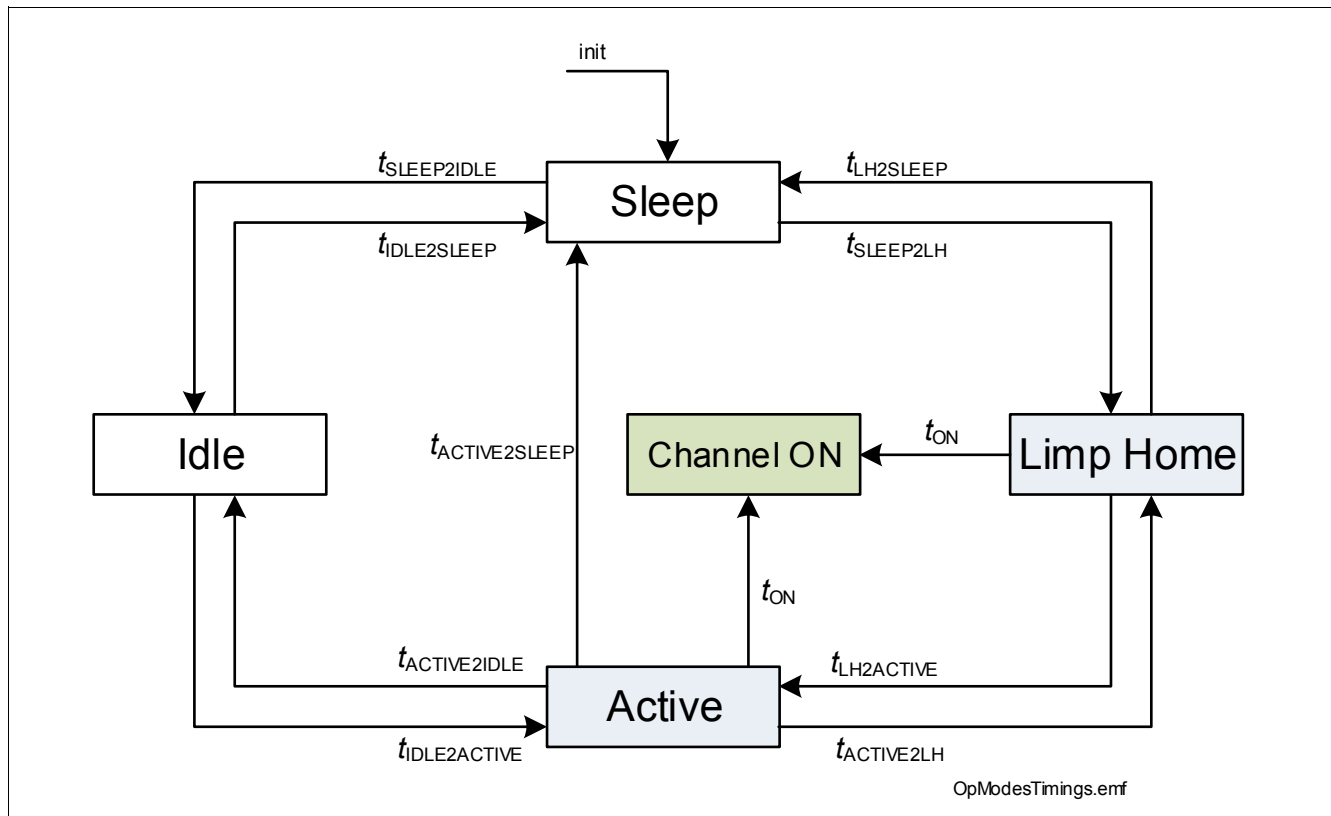 init
tSLEEP2IDLE
tLH2SLEEP
Sleep
tIDLE2SLEEP
tSLEEP2LH
Idle
tACTIVE2SLEEP
Channel ON
tON
Limp Home
tON
tACTIVE2IDLE
tLH2ACTIVE
Active
tIDLE2ACTIVE
tACTIVE2LH
OpModesTimings.emf